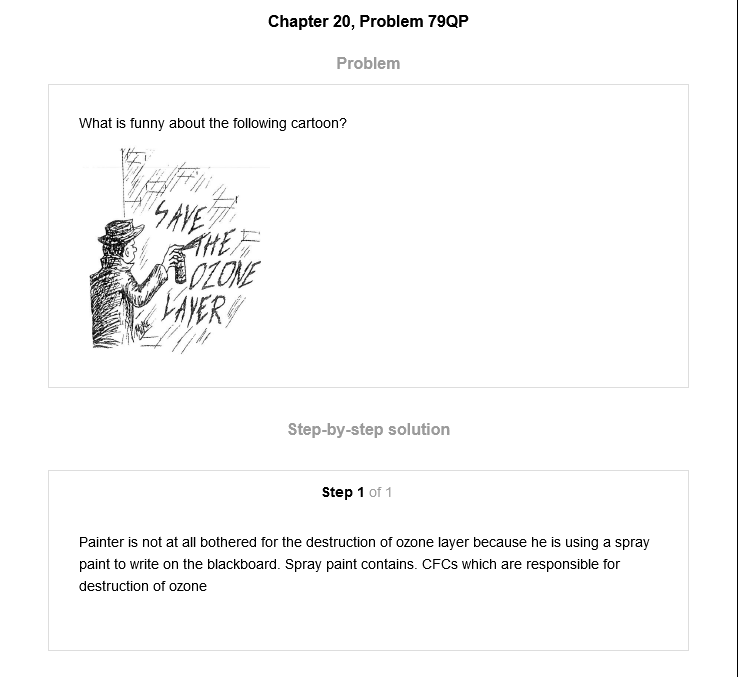 Chapter 20, Problem 79QP
Problem
What is funny about the following cartoon?
SAVE
THE
OZONE
LAYER
Step-by-step solution
Step 1 of 1
Painter is not at all bothered for the destruction of ozone layer because he is using a spray
paint to write on the blackboard. Spray paint contains. CFCs which are responsible for
destruction of ozone